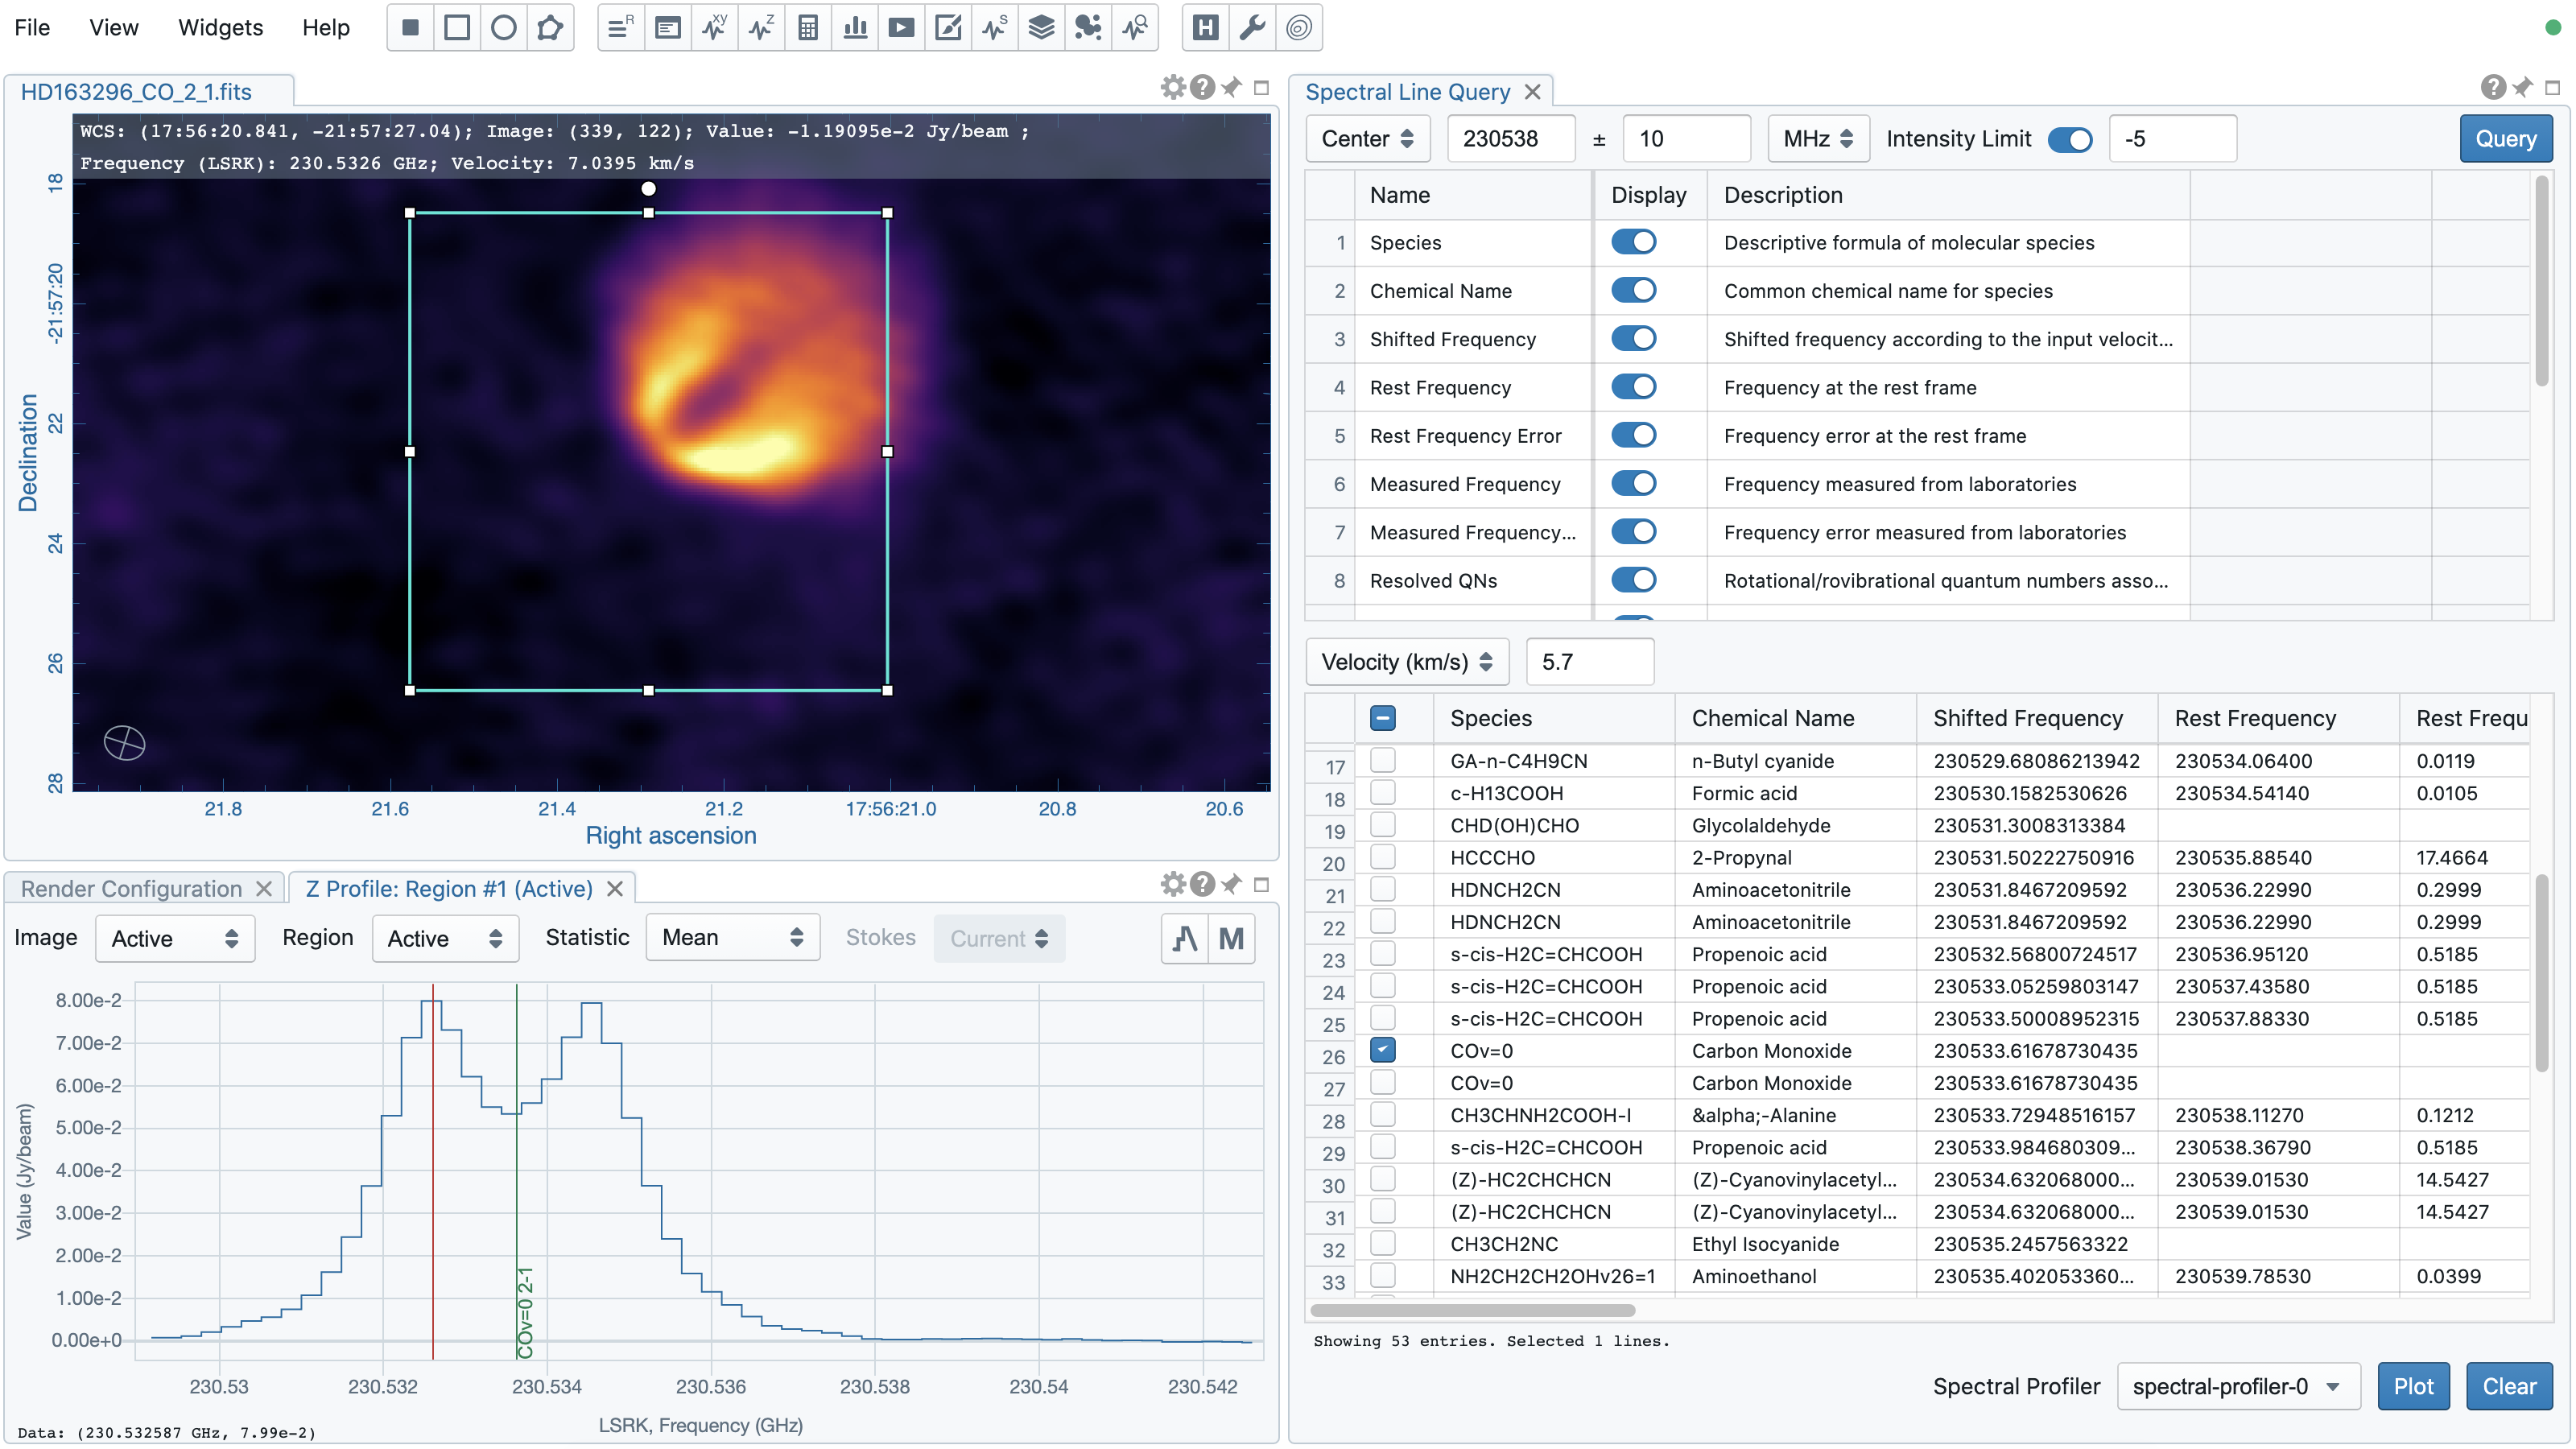 File View Widgets Help
R xy Z S H
HD163296_CO_2_1.fits
WCS: (17:56:20.841, -21:57:27.04); Image: (339, 122); Value: -1.19095e-2 Jy/beam ;
Frequency (LSRK): 230.5326 GHz; Velocity: 7.0395 km/s
Declination
18
-21:57:20
22
24
26
28
21.8 21.6 21.4 21.2 17:56:21.0 20.8 20.6
Right ascension
Render Configuration Z Profile: Region #1 (Active)
Image Active Region Active Statistic Mean Stokes Current M
Value (Jy/beam)
8.00e-2
7.00e-2
6.00e-2
5.00e-2
4.00e-2
3.00e-2
2.00e-2
1.00e-2
0.00e+0
COv=0 2-1
230.53 230.532 230.534 230.536 230.538 230.54 230.542
LSRK, Frequency (GHz)
Data: (230.532587 GHz, 7.99e-2)
Spectral Line Query
Center 230538 ± 10 MHz Intensity Limit -5 Query
Name Display Description
1 Species Descriptive formula of molecular species
2 Chemical Name Common chemical name for species
3 Shifted Frequency Shifted frequency according to the input velocit...
4 Rest Frequency Frequency at the rest frame
5 Rest Frequency Error Frequency error at the rest frame
6 Measured Frequency Frequency measured from laboratories
7 Measured Frequency... Frequency error measured from laboratories
8 Resolved QNs Rotational/rovibrational quantum numbers asso...
Velocity (km/s) 5.7
Species Chemical Name Shifted Frequency Rest Frequency Rest Frequ
17 GA-n-C4H9CN n-Butyl cyanide 230529.68086213942 230534.06400 0.0119
18 c-H13COOH Formic acid 230530.1582530626 230534.54140 0.0105
19 CHD(OH)CHO Glycolaldehyde 230531.3008313384
20 HCCCHO 2-Propynal 230531.50222750916 230535.88540 17.4664
21 HDNCH2CN Aminoacetonitrile 230531.8467209592 230536.22990 0.2999
22 HDNCH2CN Aminoacetonitrile 230531.8467209592 230536.22990 0.2999
23 s-cis-H2C=CHCOOH Propenoic acid 230532.56800724517 230536.95120 0.5185
24 s-cis-H2C=CHCOOH Propenoic acid 230533.05259803147 230537.43580 0.5185
25 s-cis-H2C=CHCOOH Propenoic acid 230533.50008952315 230537.88330 0.5185
26 COv=0 Carbon Monoxide 230533.61678730435
27 COv=0 Carbon Monoxide 230533.61678730435
28 CH3CHNH2COOH-I &alpha;-Alanine 230533.72948516157 230538.11270 0.1212
29 s-cis-H2C=CHCOOH Propenoic acid 230533.984680309... 230538.36790 0.5185
30 (Z)-HC2CHCHCN (Z)-Cyanovinylacetyl... 230534.632068000... 230539.01530 14.5427
31 (Z)-HC2CHCHCN (Z)-Cyanovinylacetyl... 230534.632068000... 230539.01530 14.5427
32 CH3CH2NC Ethyl Isocyanide 230535.2457563322
33 NH2CH2CH2OHv26=1 Aminoethanol 230535.402053360... 230539.78530 0.0399
Showing 53 entries. Selected 1 lines.
Spectral Profiler spectral-profiler-0 Plot Clear